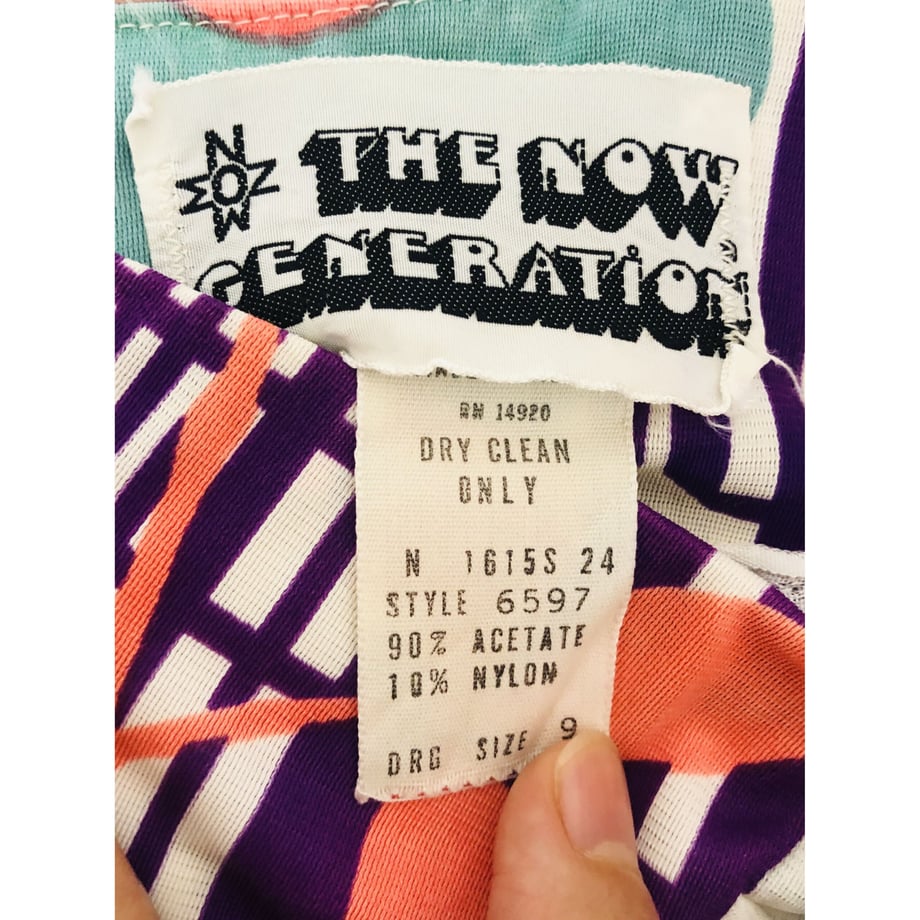 NOW
THE NOW
GENERATION
RN 14920
DRY CLEAN
ONLY
N 1615S 24
STYLE 6597
90% ACETATE
10% NYLON
DRG SIZE 9